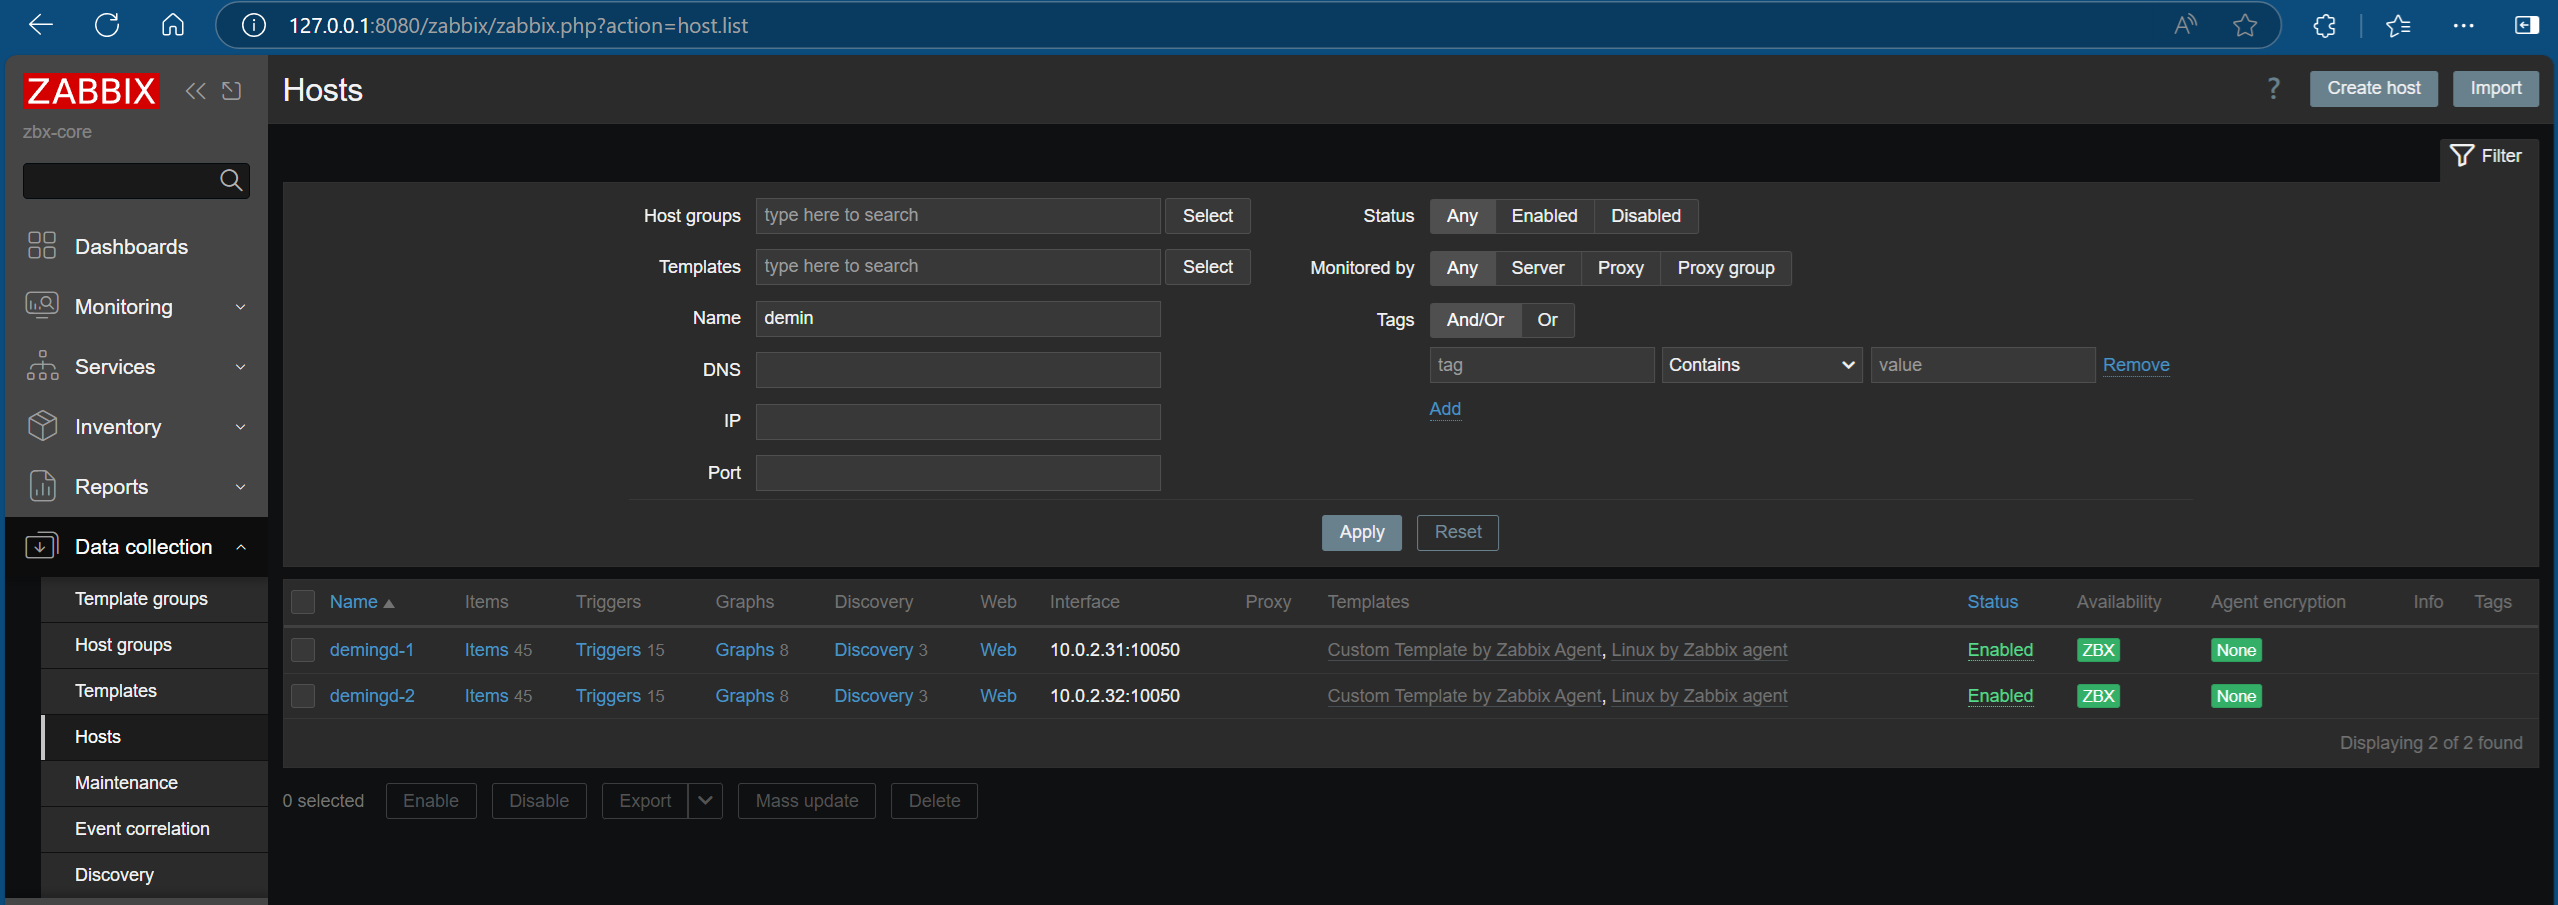 127.0.0.1:8080/zabbix/zabbix.php?action=host.list
ZABBIX
zbx-core
Dashboards
Monitoring
Services
Inventory
Reports
Data collection
Template groups
Host groups
Templates
Hosts
Maintenance
Event correlation
Discovery
Hosts
? Create host Import
Filter
Host groups type here to search Select
Templates type here to search Select
Name demin
DNS
IP
Port
Status Any Enabled Disabled
Monitored by Any Server Proxy Proxy group
Tags And/Or Or
tag Contains value Remove
Add
Apply Reset
Name Items Triggers Graphs Discovery Web Interface Proxy Templates Status Availability Agent encryption Info Tags
demingd-1 Items 45 Triggers 15 Graphs 8 Discovery 3 Web 10.0.2.31:10050 Custom Template by Zabbix Agent, Linux by Zabbix agent Enabled ZBX None
demingd-2 Items 45 Triggers 15 Graphs 8 Discovery 3 Web 10.0.2.32:10050 Custom Template by Zabbix Agent, Linux by Zabbix agent Enabled ZBX None
Displaying 2 of 2 found
0 selected Enable Disable Export Mass update Delete